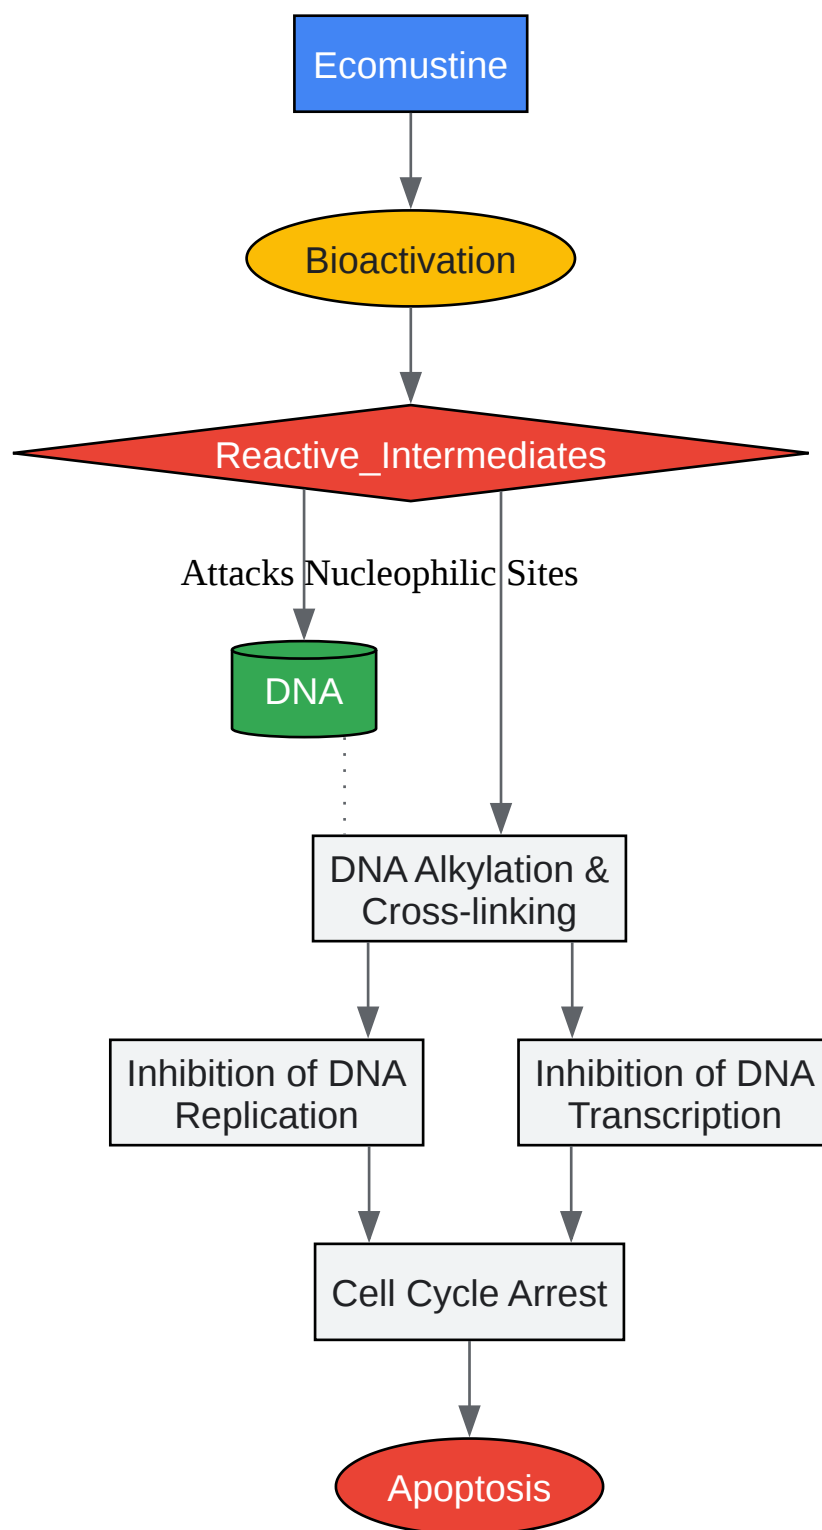 Ecomustine
Bioactivation
Reactive_Intermediates
Attacks Nucleophilic Sites
DNA
DNA Alkylation &
Cross-linking
Inhibition of DNA
Replication
Inhibition of DNA
Transcription
Cell Cycle Arrest
Apoptosis